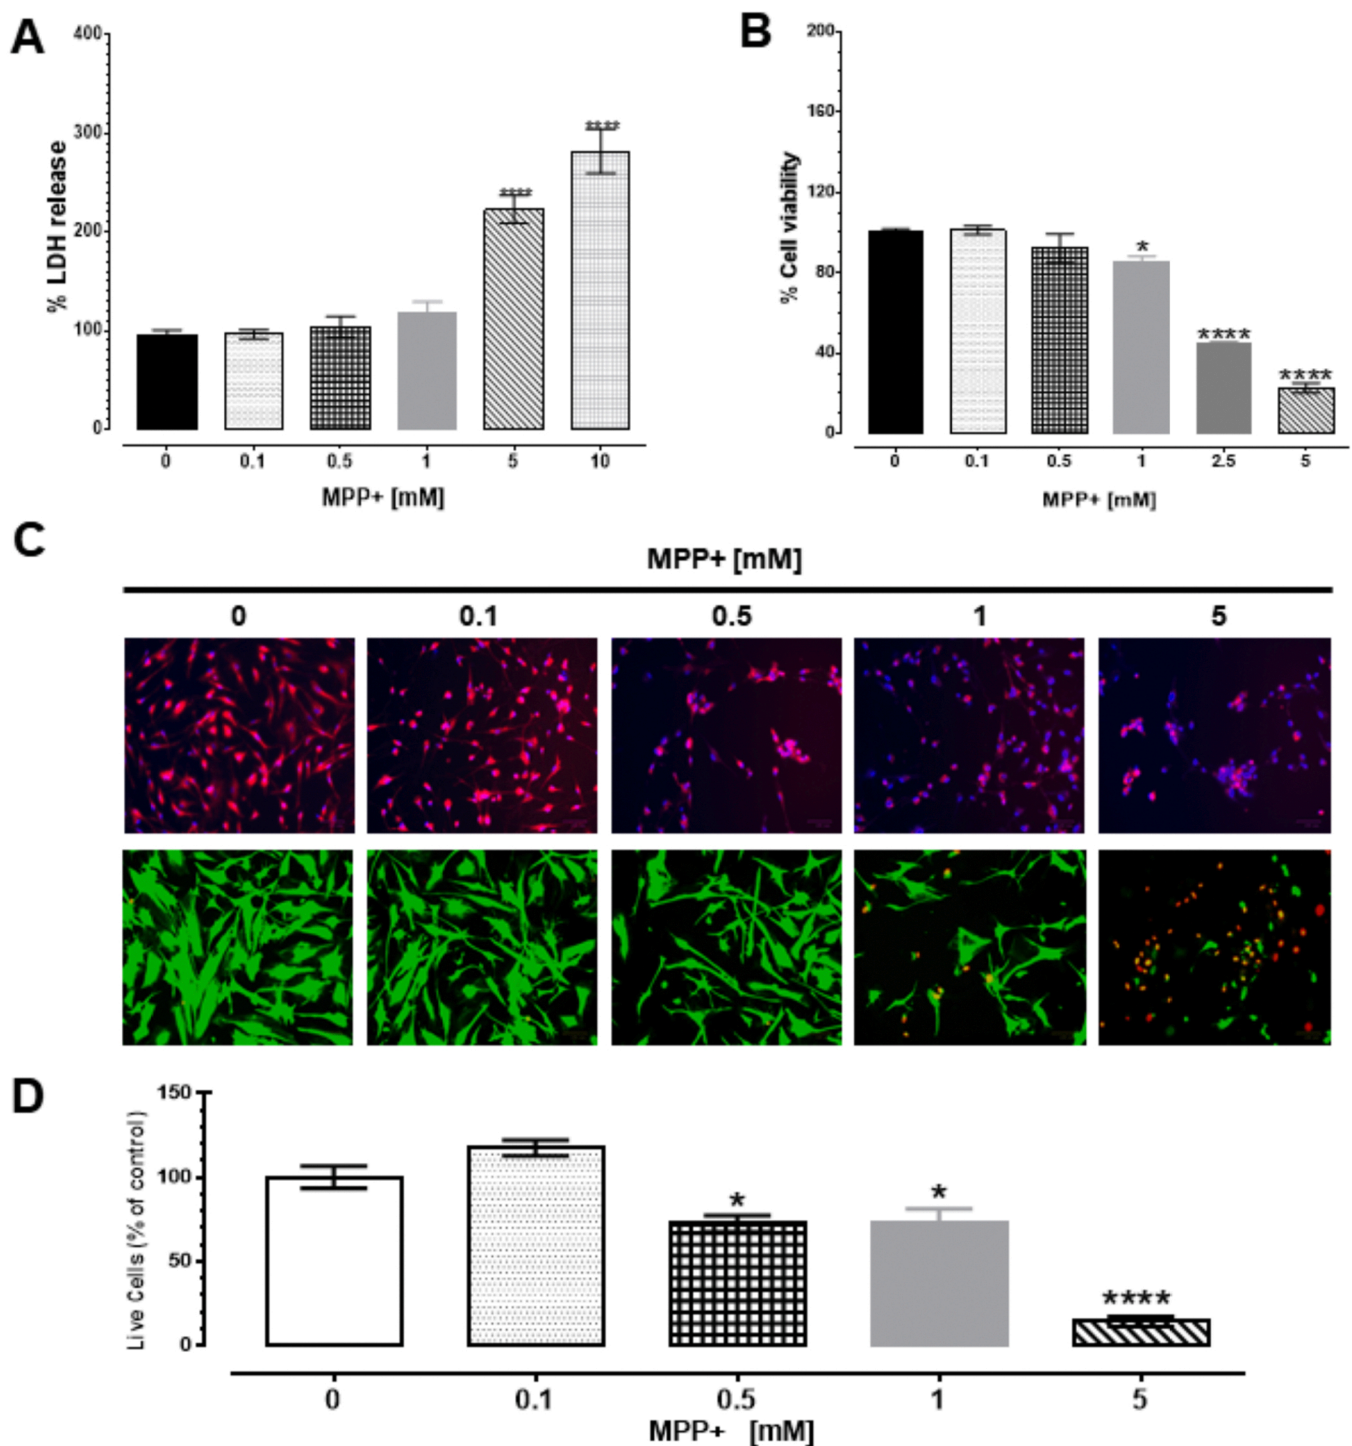 A
400
300
200
100
0
% LDH release
****
****
0 0.1 0.5 1 5 10
MPP+ [mM]
B
200
160
120
80
40
0
% Cell viability
*
****
****
0 0.1 0.5 1 2.5 5
MPP+ [mM]
C
MPP+ [mM]
0 0.1 0.5 1 5
D
150
100
50
0
Live Cells (% of control)
*
*
****
0 0.1 0.5 1 5
MPP+ [mM]